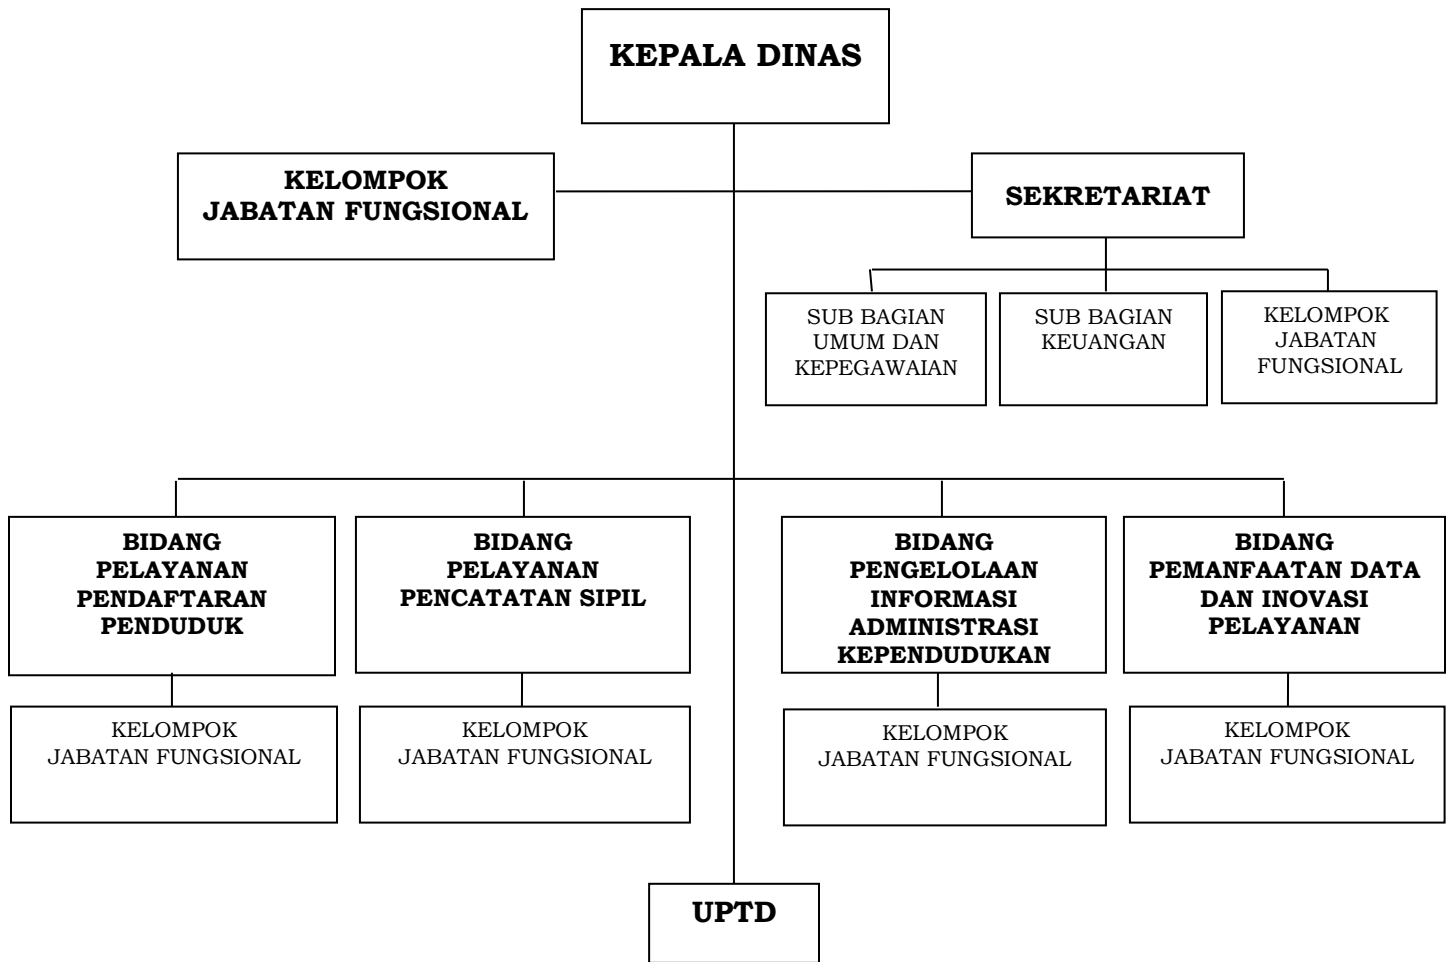 KEPALA DINAS
KELOMPOK
JABATAN FUNGSIONAL
SEKRETARIAT
SUB BAGIAN
UMUM DAN
KEPEGAWAIAN
SUB BAGIAN
KEUANGAN
KELOMPOK
JABATAN
FUNGSIONAL
BIDANG
PELAYANAN
PENDAFTARAN
PENDUDUK
BIDANG
PELAYANAN
PENCATATAN SIPIL
BIDANG
PENGELOLAAN
INFORMASI
ADMINISTRASI
KEPENDUDUKAN
BIDANG
PEMANFAATAN DATA
DAN INOVASI
PELAYANAN
KELOMPOK
JABATAN FUNGSIONAL
KELOMPOK
JABATAN FUNGSIONAL
KELOMPOK
JABATAN FUNGSIONAL
KELOMPOK
JABATAN FUNGSIONAL
UPTD